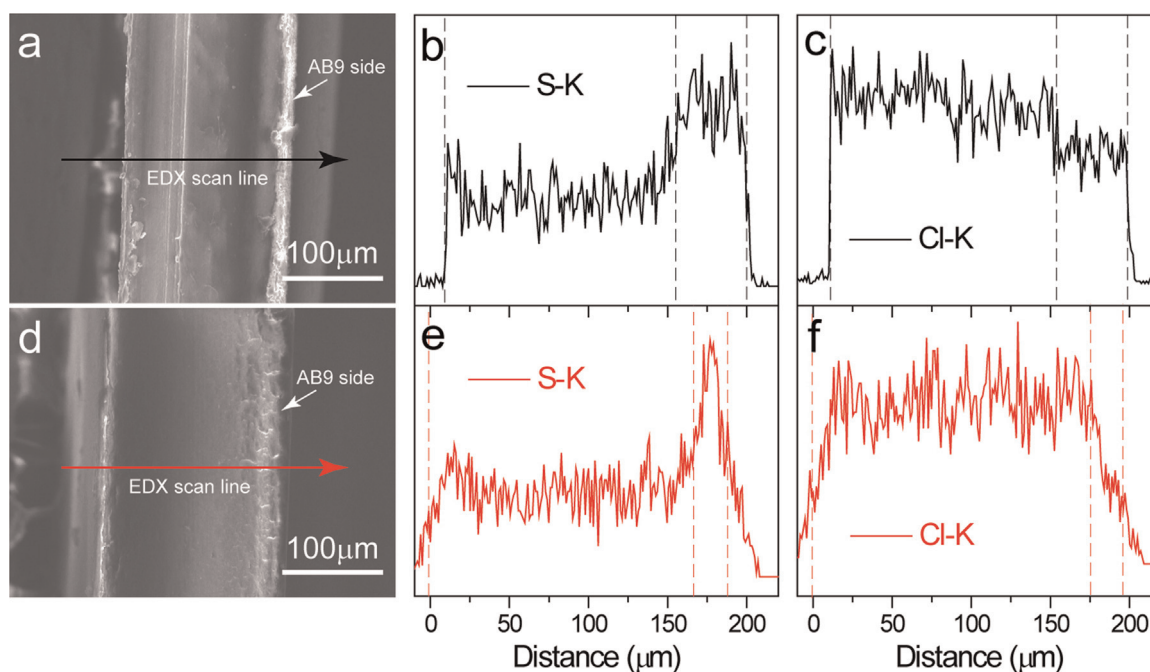 a
AB9 side
EDX scan line
100μm
b
S-K
c
Cl-K
d
AB9 side
EDX scan line
100μm
e
S-K
f
Cl-K
0 50 100 150 200
0 50 100 150 200
Distance (μm)
Distance (μm)